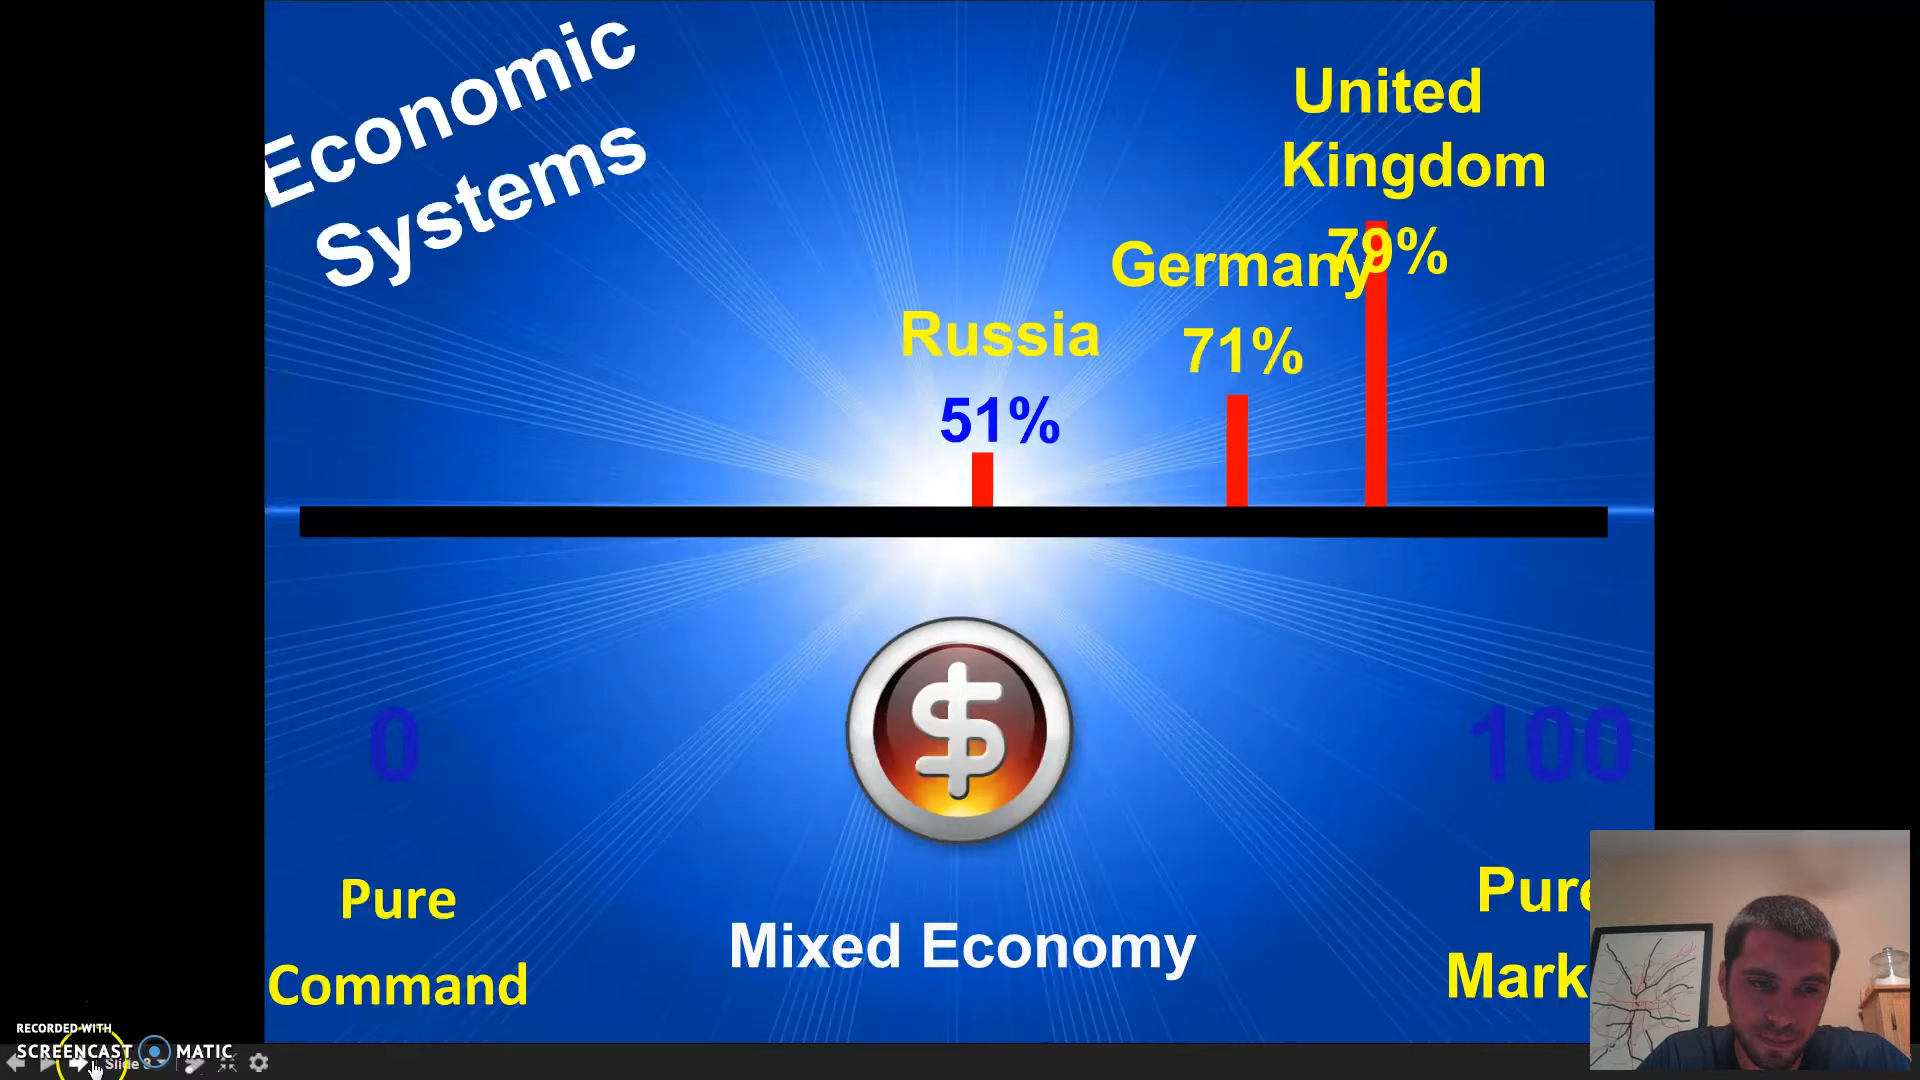 Economic
Systems
United
Kingdom
79%
Germany
71%
Russia
51%
0
100
Pure
Command
Mixed Economy
Pure
Mark
RECORDED WITH
SCREENCAST MATIC
Slide